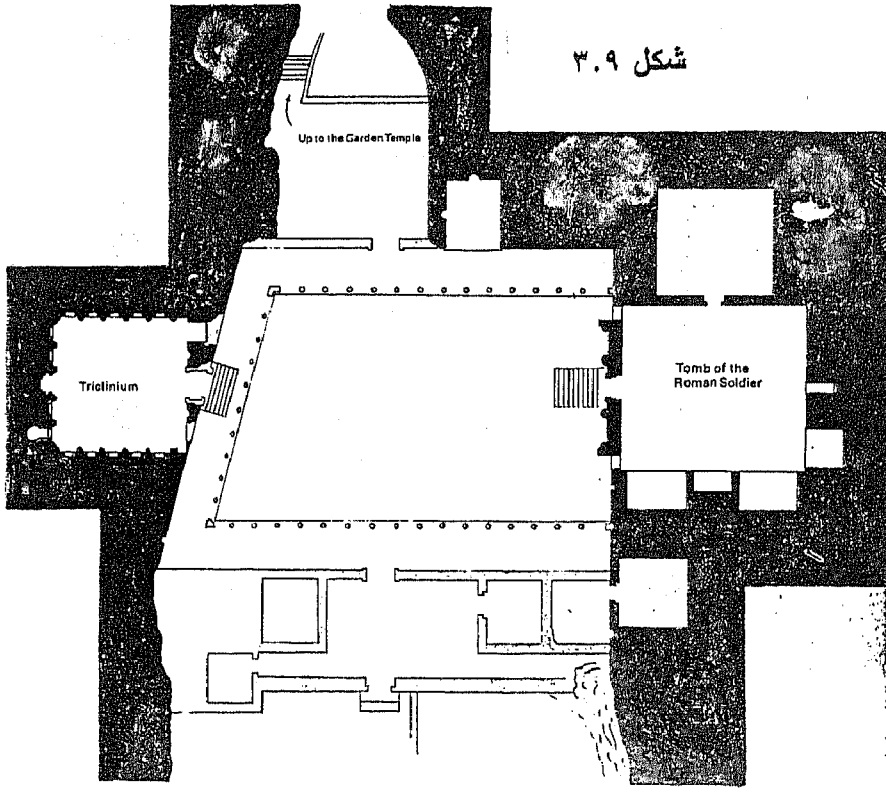 شكل ٣.٩
Up to the Garden Temple
Triclinium
Tomb of the
Roman Soldier